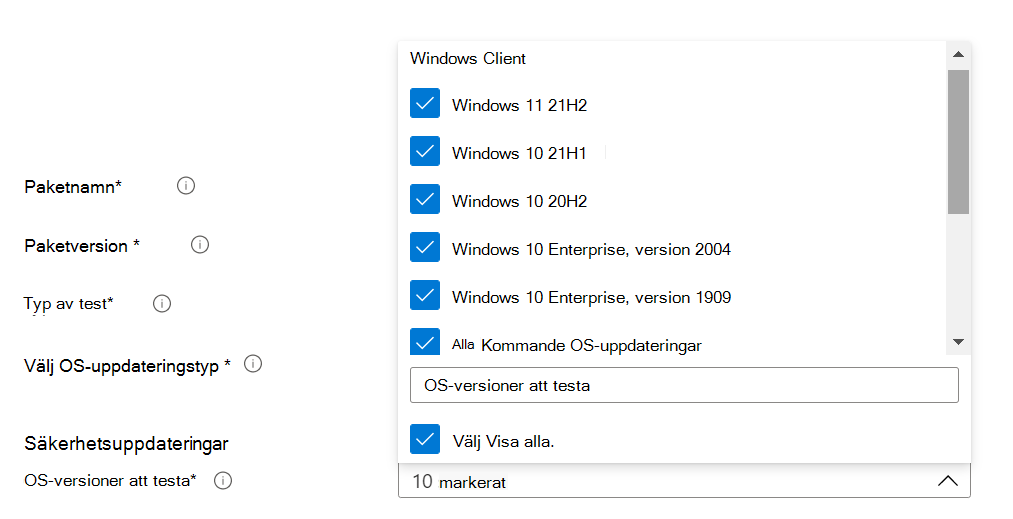 Windows Client
Windows 11 21H2
Windows 10 21H1
Paketnamn*
Windows 10 20H2
Paketversion *
Windows 10 Enterprise, version 2004
Typ av test*
Windows 10 Enterprise, version 1909
Alla Kommande OS-uppdateringar
Välj OS-uppdateringstyp *
OS-versioner att testa
Säkerhetsuppdateringar
Välj Visa alla.
OS-versioner att testa*
10 markerat